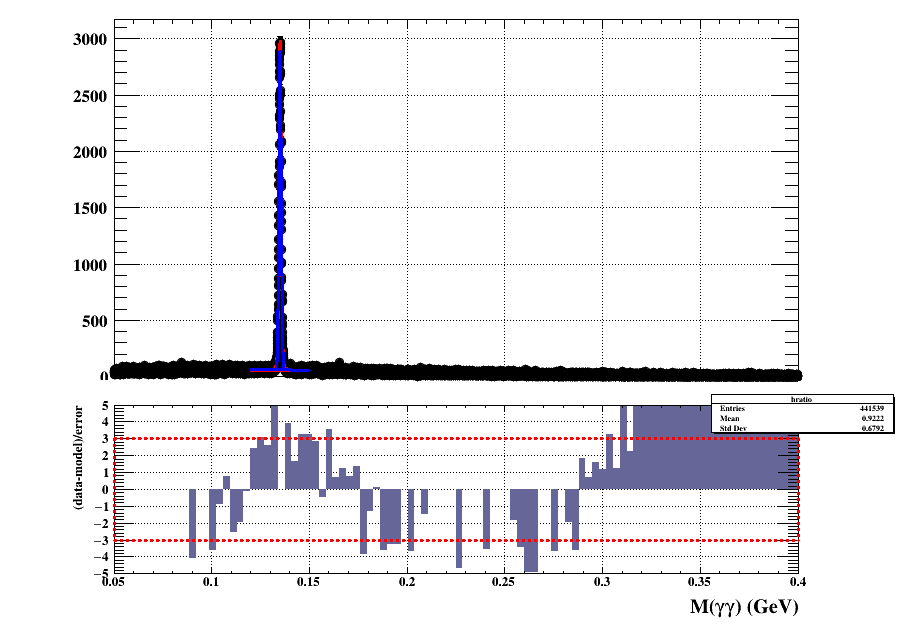 3000
2500
2000
1500
1000
500
0
hratio
Entries 441539
Mean 0.9222
Std Dev 0.6792
(data-model)/error
5
4
3
2
1
0
−1
−2
−3
−4
−5
0.05 0.1 0.15 0.2 0.25 0.3 0.35 0.4
M(γγ) (GeV)